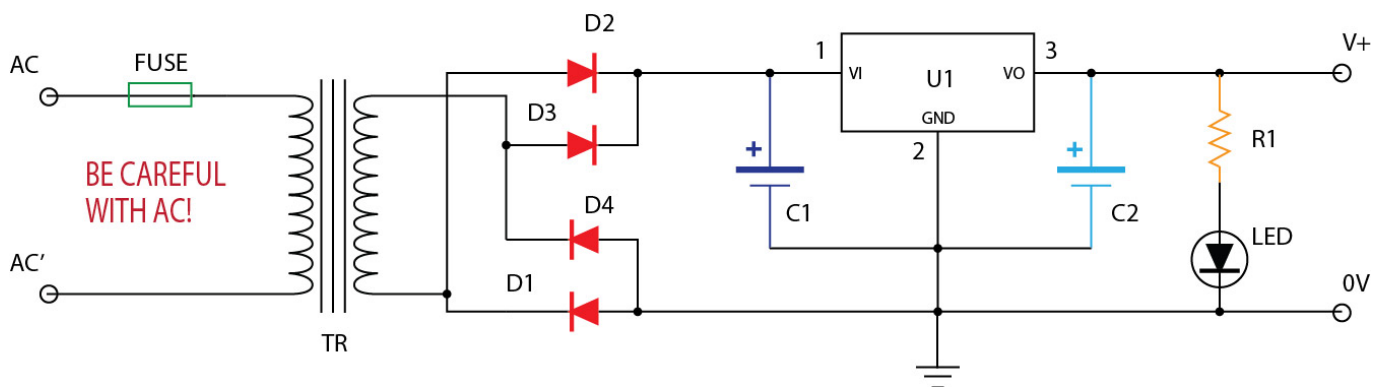 AC
FUSE
BE CAREFUL
WITH AC!
AC'
TR
D2
D3
D4
D1
+
C1
1
VI
U1
VO
3
GND
2
+
C2
R1
LED
V+
0V